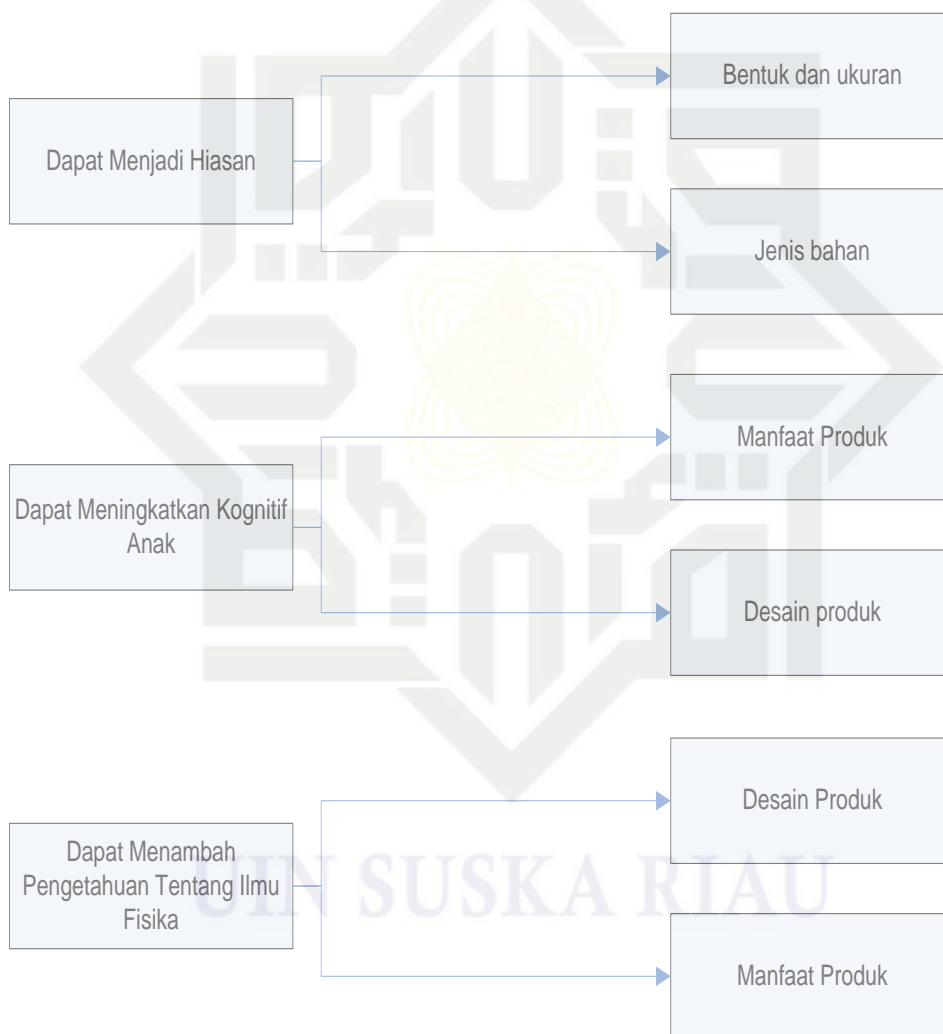 Bentuk dan ukuran
Dapat Menjadi Hiasan
Jenis bahan
Manfaat Produk
Dapat Meningkatkan Kognitif
Anak
Desain produk
Desain Produk
Dapat Menambah
Pengetahuan Tentang Ilmu
Fisika
UIN SUSKA RIAU
Manfaat Produk